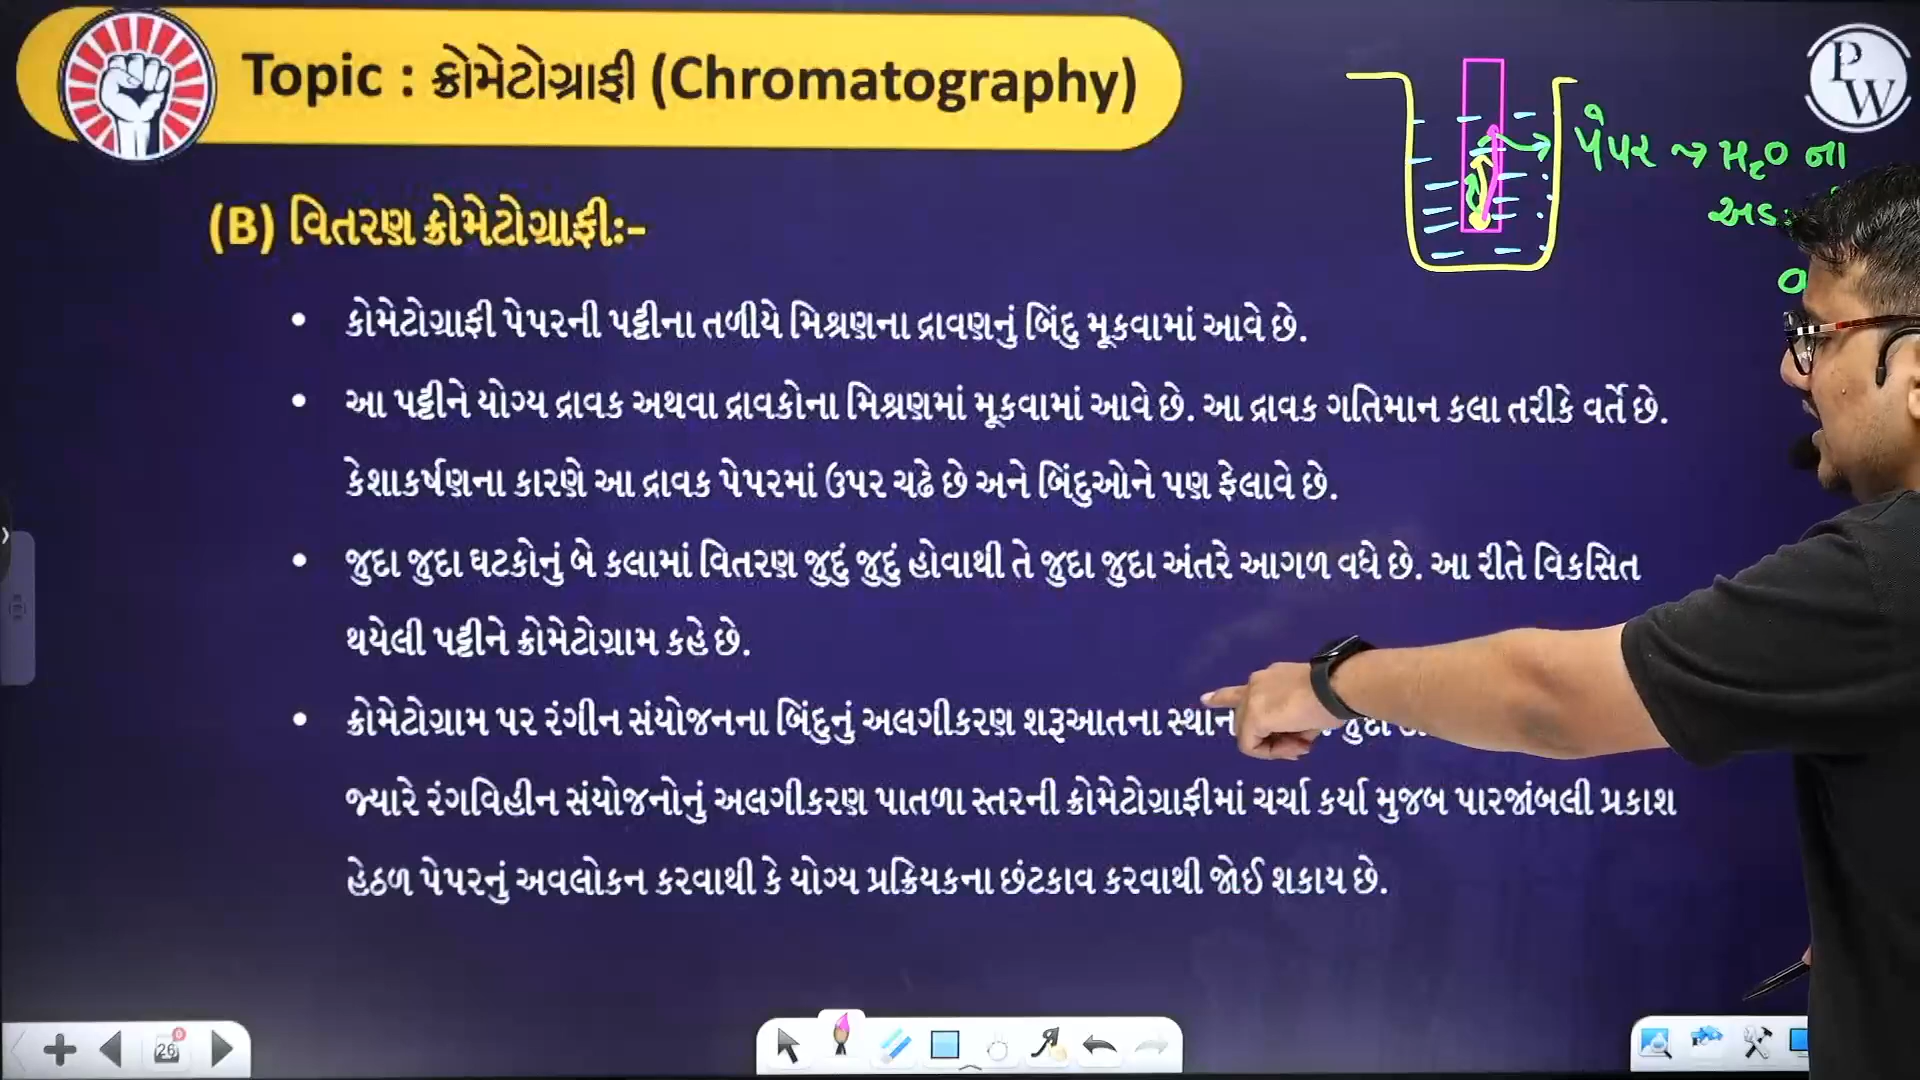 Topic : ક્રોમેટોગ્રાફી (Chromatography)
PW
પેપર → H₂O ના
(B) વિતરણ ક્રોમેટોગ્રાફીઃ-
• કોમેટોગ્રાફી પેપરની પટ્ટીના તળીયે મિશ્રણના દ્રાવણનું બિંદુ મૂકવામાં આવે છે.
• આ પટ્ટીને યોગ્ય દ્રાવક અથવા દ્રાવકોના મિશ્રણમાં મૂકવામાં આવે છે. આ દ્રાવક ગતિમાન કલા તરીકે વર્તે છે.
કેશાકર્ષણના કારણે આ દ્રાવક પેપરમાં ઉપર ચઢે છે અને બિંદુઓને પણ ફેલાવે છે.
• જુદા જુદા ઘટકોનું બે કલામાં વિતરણ જુદું જુદું હોવાથી તે જુદા જુદા અંતરે આગળ વધે છે. આ રીતે વિકસિત
થયેલી પટ્ટીને ક્રોમેટોગ્રામ કહે છે.
• ક્રોમેટોગ્રામ પર રંગીન સંયોજનના બિંદુનું અલગીકરણ શરૂઆતના
જ્યારે રંગવિહીન સંયોજનોનું અલગીકરણ પાતળા સ્તરની ક્રોમેટોગ્રાફીમાં ચર્ચા કર્યા મુજબ પારજાંબલી પ્રકાશ
હેઠળ પેપરનું અવલોકન કરવાથી કે યોગ્ય પ્રક્રિયકના છંટકાવ કરવાથી જોઈ શકાય છે.
26